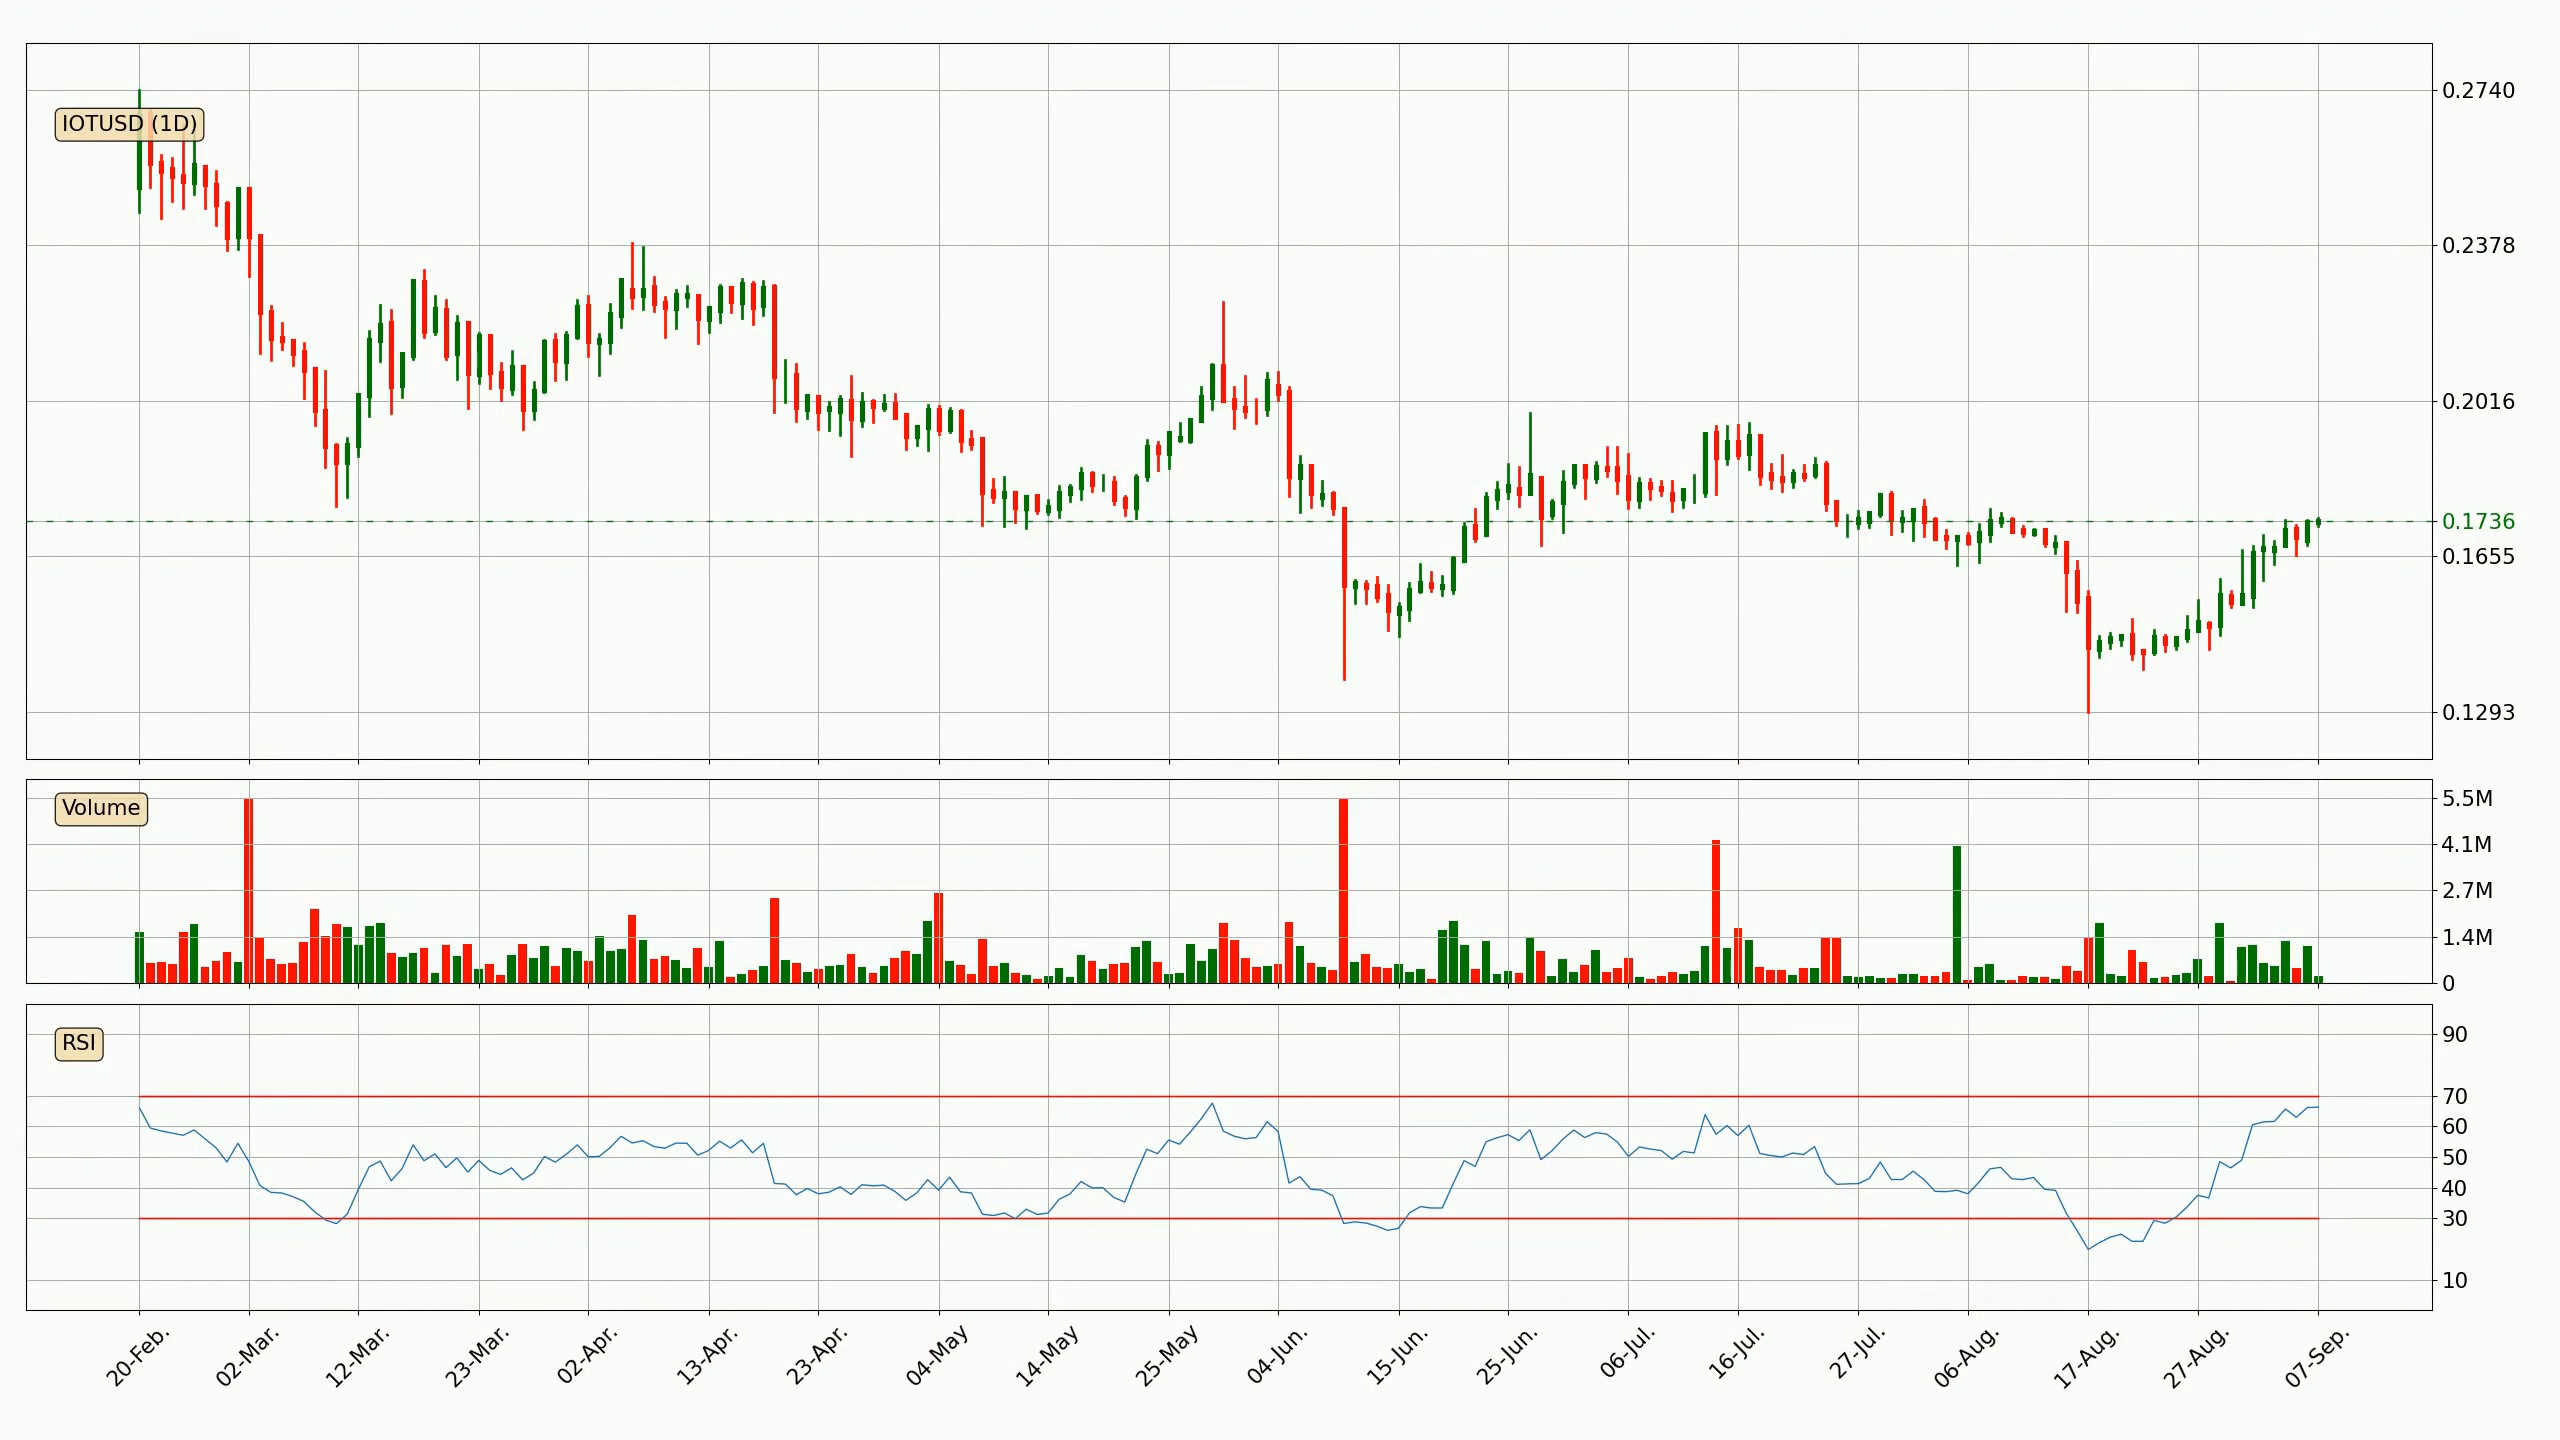 IOTUSD (1D)
0.2740
0.2378
0.2016
0.1736
0.1655
0.1293
Volume
5.5M
4.1M
2.7M
1.4M
0
RSI
90
70
60
50
40
30
10
20-Feb.
02-Mar.
12-Mar.
23-Mar.
02-Apr.
13-Apr.
23-Apr.
04-May
14-May
25-May
04-Jun.
15-Jun.
25-Jun.
06-Jul.
16-Jul.
27-Jul.
06-Aug.
17-Aug.
27-Aug.
07-Sep.